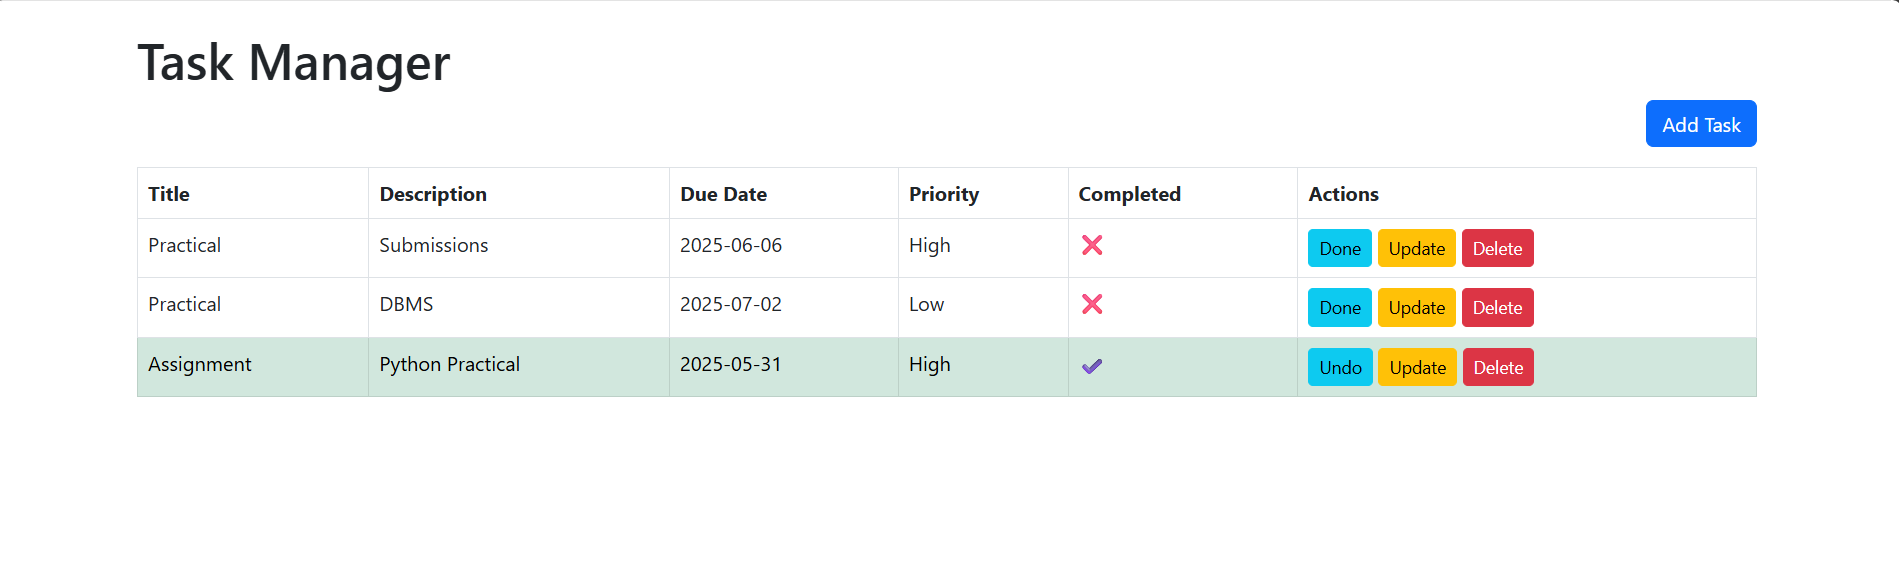 Task Manager
Add Task
Title Description Due Date Priority Completed Actions
Practical Submissions 2025-06-06 High ❌ Done Update Delete
Practical DBMS 2025-07-02 Low ❌ Done Update Delete
Assignment Python Practical 2025-05-31 High ✔ Undo Update Delete